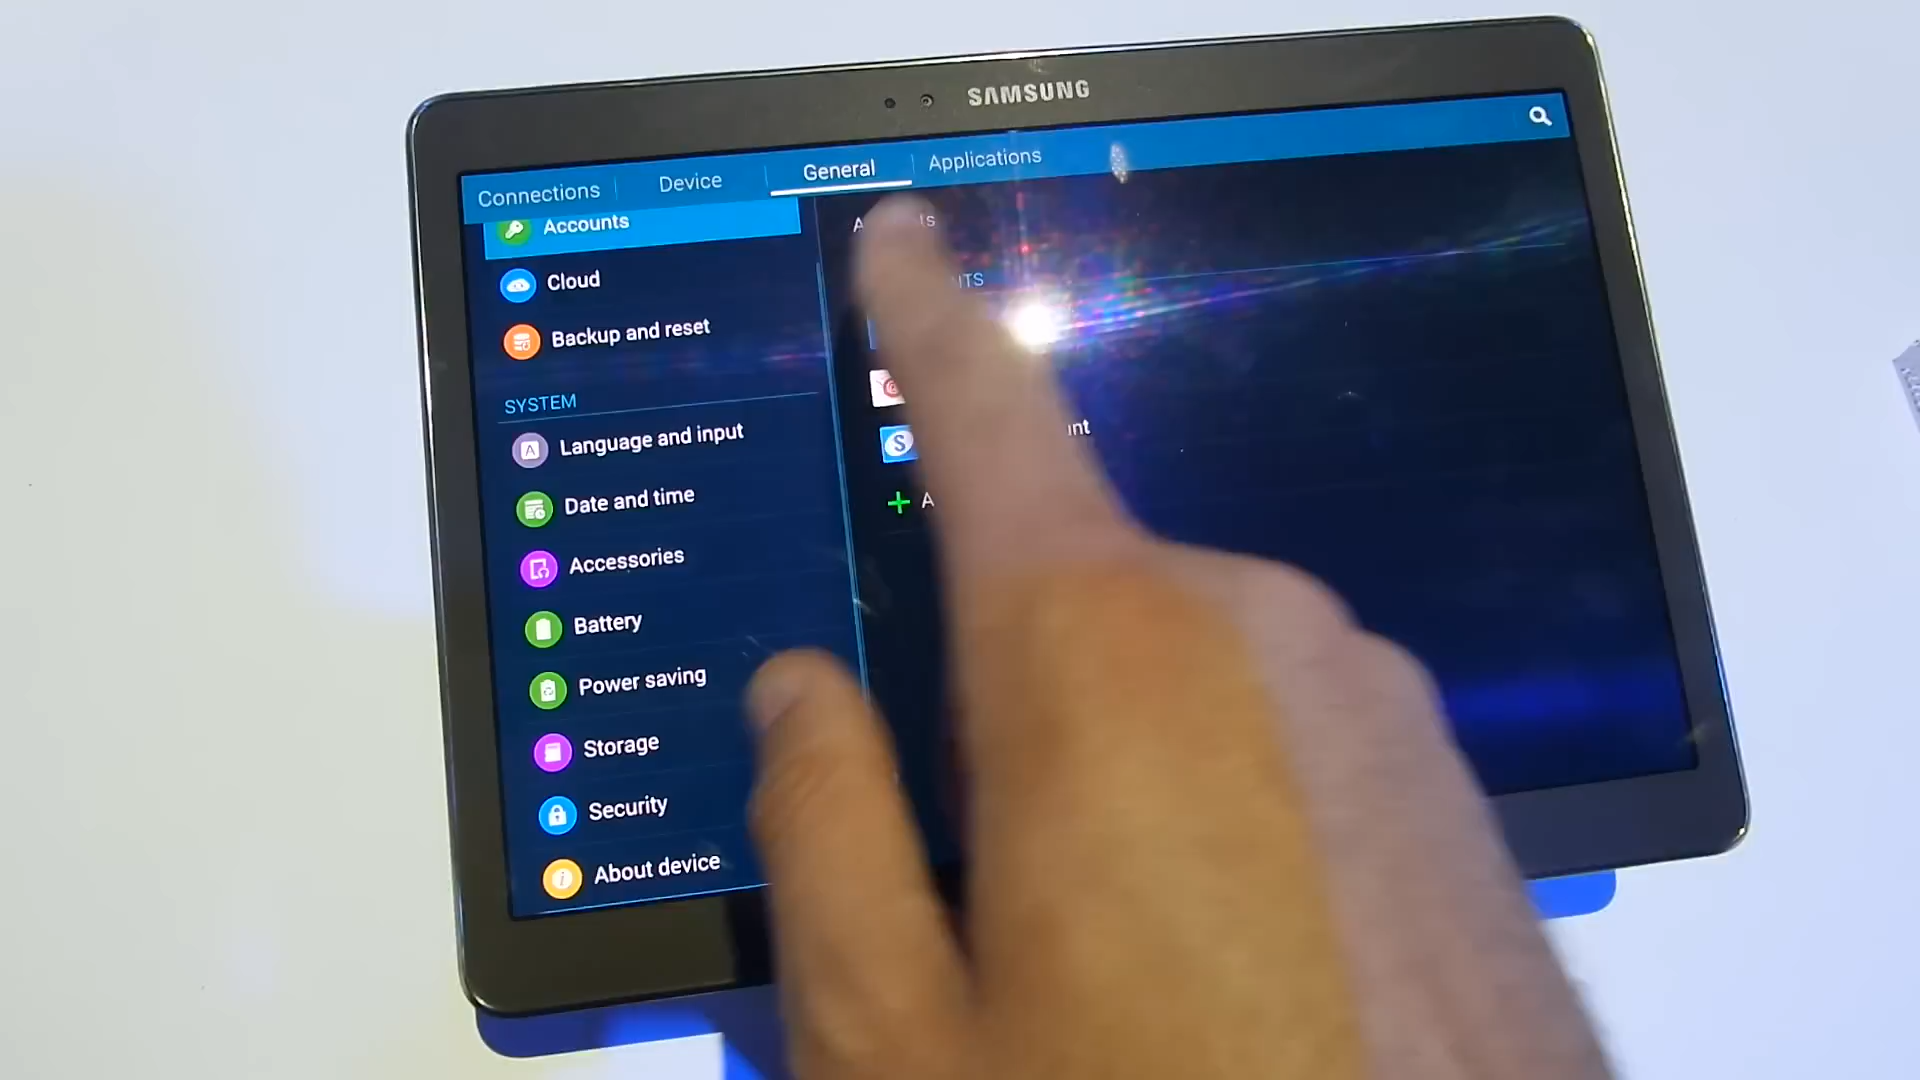 SAMSUNG
Connections
Device
General
Applications
Accounts
Cloud
Backup and reset
SYSTEM
Language and input
Date and time
Accessories
Battery
Power saving
Storage
Security
About device